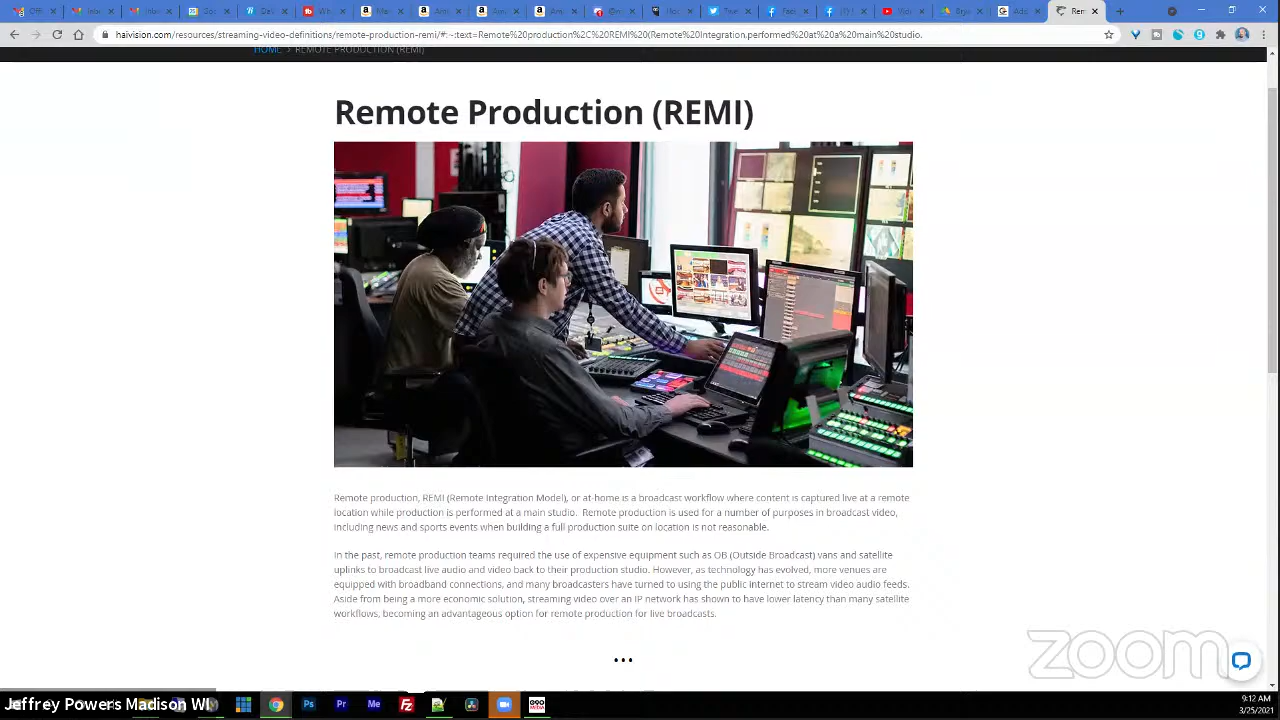 haivision.com/resources/streaming-video-definitions/remote-production-remi/#:~:text=Remote%20production%2C%20REMI%20(Remote%20Integration,performed%20at%20a%20main%20studio.
HOME > REMOTE PRODUCTION (REMI)
Remote Production (REMI)
Remote production, REMI (Remote Integration Model), or at-home is a broadcast workflow where content is captured live at a remote
location while production is performed at a main studio. Remote production is used for a number of purposes in broadcast video,
including news and sports events when building a full production suite on location is not reasonable.
In the past, remote production teams required the use of expensive equipment such as OB (Outside Broadcast) vans and satellite
uplinks to broadcast live audio and video back to their production studio. However, as technology has evolved, more venues are
equipped with broadband connections, and many broadcasters have turned to using the public internet to stream video audio feeds.
Aside from being a more economic solution, streaming video over an IP network has shown to have lower latency than many satellite
workflows, becoming an advantageous option for remote production for live broadcasts.
...
zoom
Jeffrey Powers Madison WI
Ps
Pr
Me
Fz
9:12 AM
3/25/2021